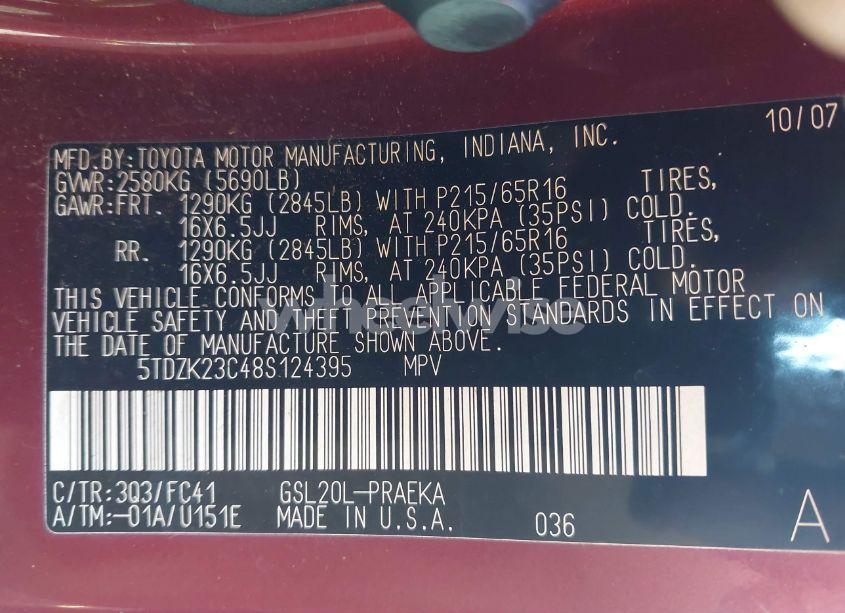 10/07
MFD.BY:TOYOTA MOTOR MANUFACTURING, INDIANA, INC.
GVWR:2580KG (5690LB)
GAWR:FRT. 1290KG (2845LB) WITH P215/65R16 TIRES,
16X6.5JJ RIMS, AT 240KPA (35PSI) COLD.
RR. 1290KG (2845LB) WITH P215/65R16 TIRES,
16X6.5JJ RIMS, AT 240KPA (35PSI) COLD.
THIS VEHICLE CONFORMS TO ALL APPLICABLE FEDERAL MOTOR
VEHICLE SAFETY AND THEFT PREVENTION STANDARDS IN EFFECT ON
THE DATE OF MANUFACTURE SHOWN ABOVE.
5TDZK23C48S124395 MPV
C/TR:3Q3/FC41 GSL20L-PRAEKA
A/TM:-01A/U151E MADE IN U.S.A. 036 A
wheelwise